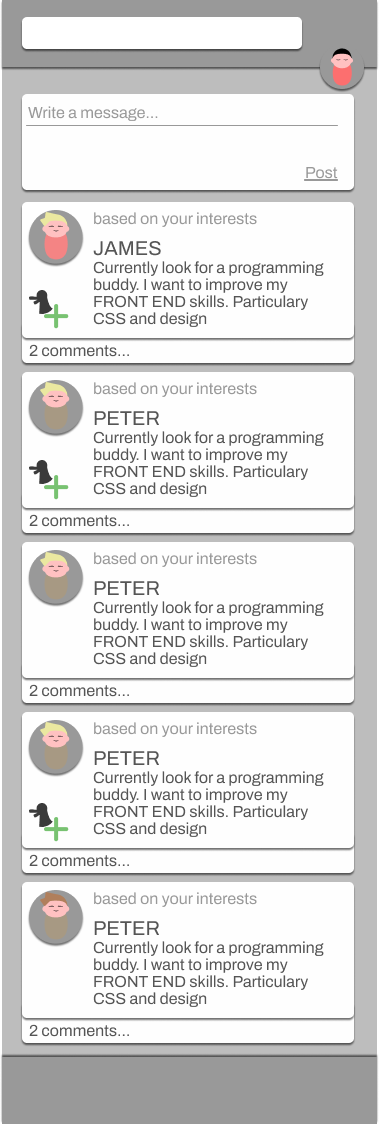 Write a message...
Post
based on your interests
JAMES
Currently look for a programming
buddy. I want to improve my
FRONT END skills. Particulary
CSS and design
2 comments...
based on your interests
PETER
Currently look for a programming
buddy. I want to improve my
FRONT END skills. Particulary
CSS and design
2 comments...
based on your interests
PETER
Currently look for a programming
buddy. I want to improve my
FRONT END skills. Particulary
CSS and design
2 comments...
based on your interests
PETER
Currently look for a programming
buddy. I want to improve my
FRONT END skills. Particulary
CSS and design
2 comments...
based on your interests
PETER
Currently look for a programming
buddy. I want to improve my
FRONT END skills. Particulary
CSS and design
2 comments...